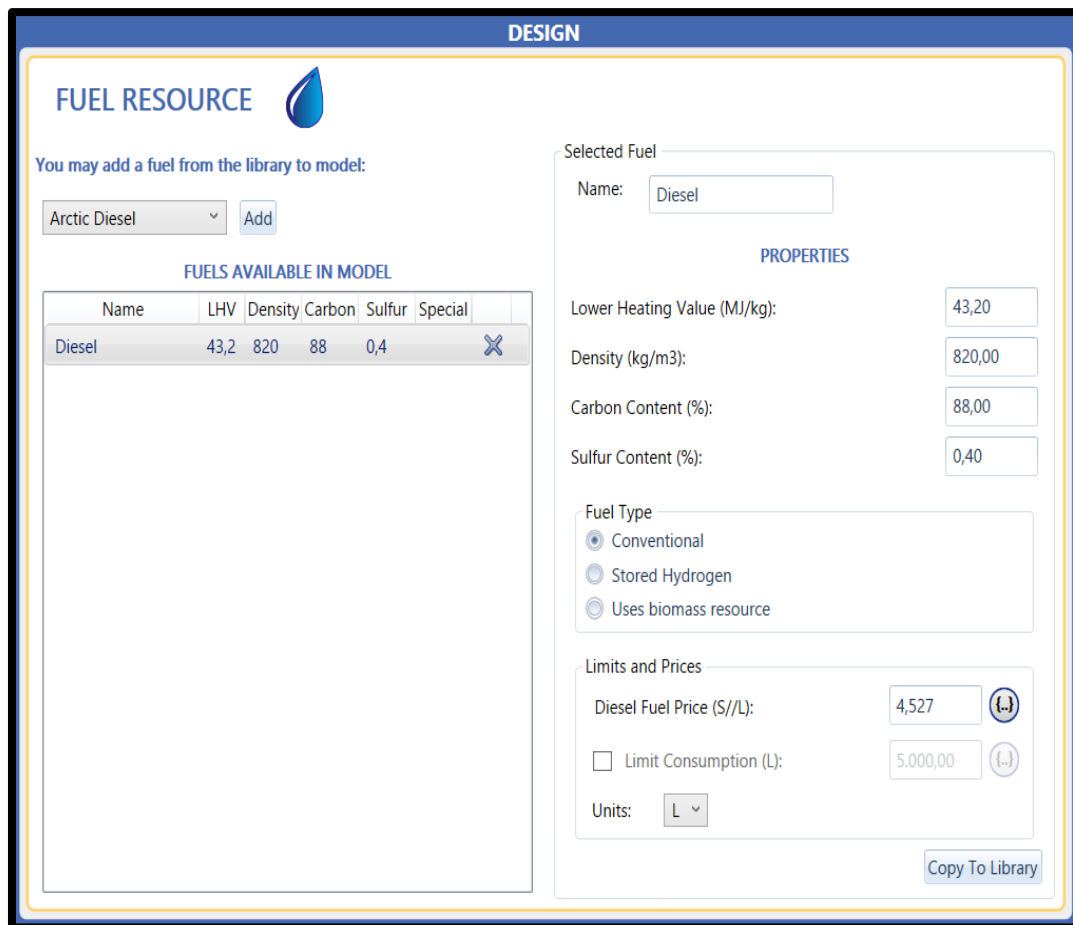 DESIGN
FUEL RESOURCE
You may add a fuel from the library to model:
Arctic Diesel Add
FUELS AVAILABLE IN MODEL
Name LHV Density Carbon Sulfur Special
Diesel 43,2 820 88 0,4
Selected Fuel
Name: Diesel
PROPERTIES
Lower Heating Value (MJ/kg): 43,20
Density (kg/m3): 820,00
Carbon Content (%): 88,00
Sulfur Content (%): 0,40
Fuel Type
Conventional
Stored Hydrogen
Uses biomass resource
Limits and Prices
Diesel Fuel Price (S//L): 4,527 {..}
Limit Consumption (L): 5.000,00 {..}
Units: L
Copy To Library